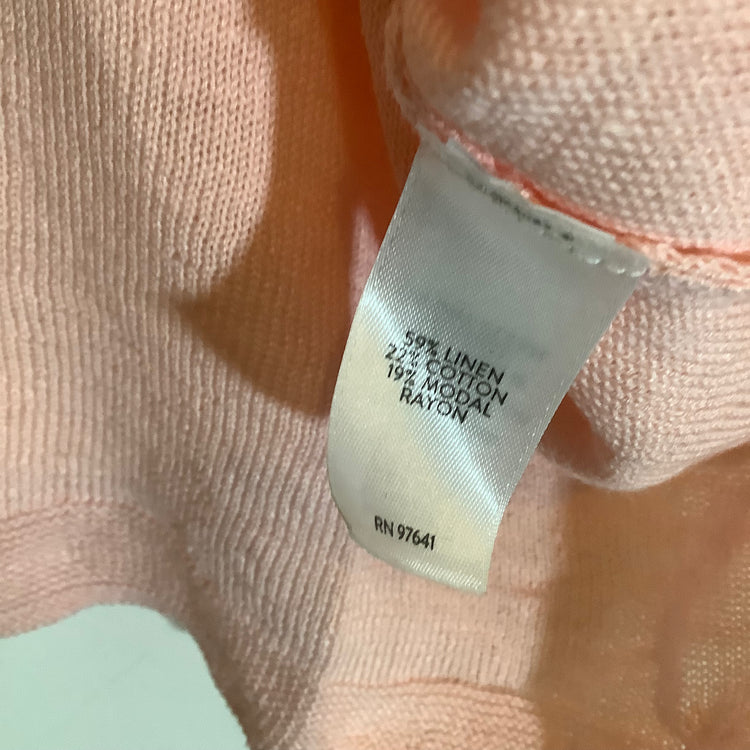 59% LINEN
22% COTTON
19% MODAL
RAYON
RN 97641